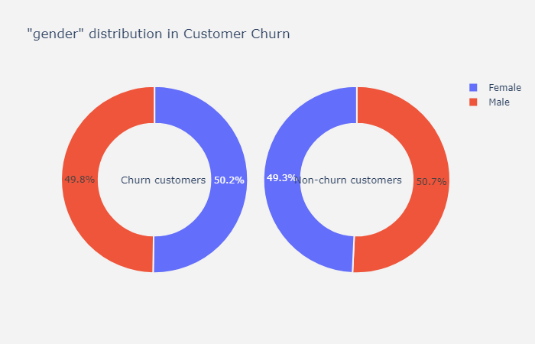 "gender" distribution in Customer Churn
Female
Male
49.8%
Churn customers
50.2%
49.3%
Non-churn customers
50.7%